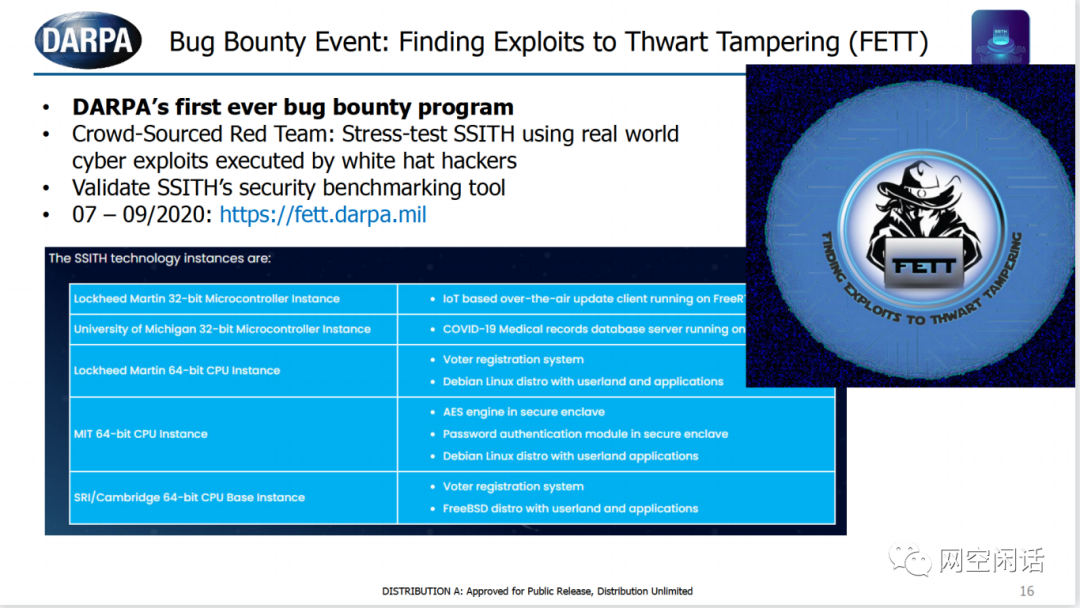 DARPA
Bug Bounty Event: Finding Exploits to Thwart Tampering (FETT)
• DARPA's first ever bug bounty program
• Crowd-Sourced Red Team: Stress-test SSITH using real world
cyber exploits executed by white hat hackers
• Validate SSITH's security benchmarking tool
• 07 – 09/2020: https://fett.darpa.mil
FETT
FINDING EXPLOITS TO THWART TAMPERING
The SSITH technology instances are:
Lockheed Martin 32-bit Microcontroller Instance
• IoT based over-the-air update client running on FreeR
University of Michigan 32-bit Microcontroller Instance
• COVID-19 Medical records database server running on
Lockheed Martin 64-bit CPU Instance
• Voter registration system
• Debian Linux distro with userland and applications
MIT 64-bit CPU Instance
• AES engine in secure enclave
• Password authentication module in secure enclave
• Debian Linux distro with userland and applications
SRI/Cambridge 64-bit CPU Base Instance
• Voter registration system
• FreeBSD distro with userland and applications
网空闲话
DISTRIBUTION A: Approved for Public Release, Distribution Unlimited
16